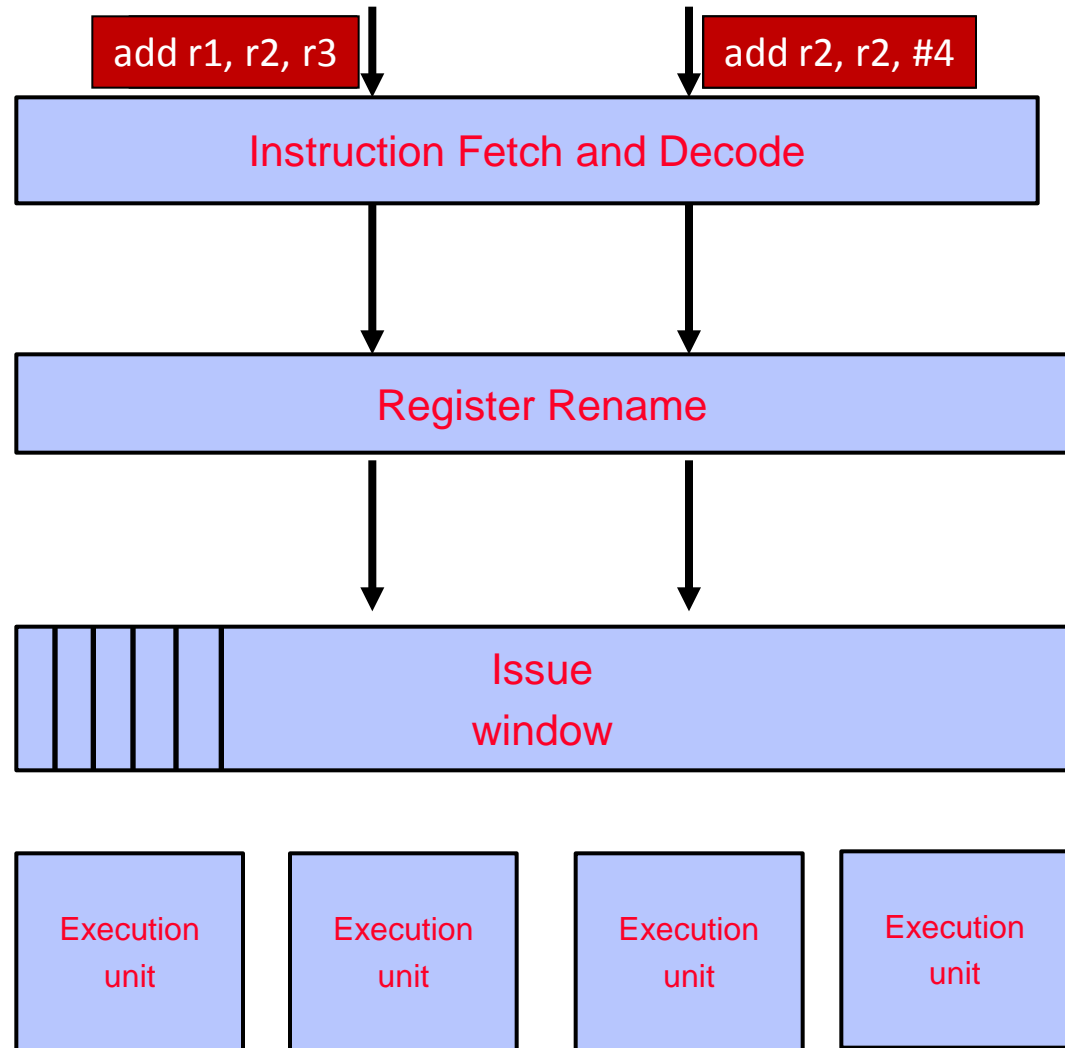 add r1, r2, r3
add r2, r2, #4
Instruction Fetch and Decode
Register Rename
Issue
window
Execution
unit
Execution
unit
Execution
unit
Execution
unit